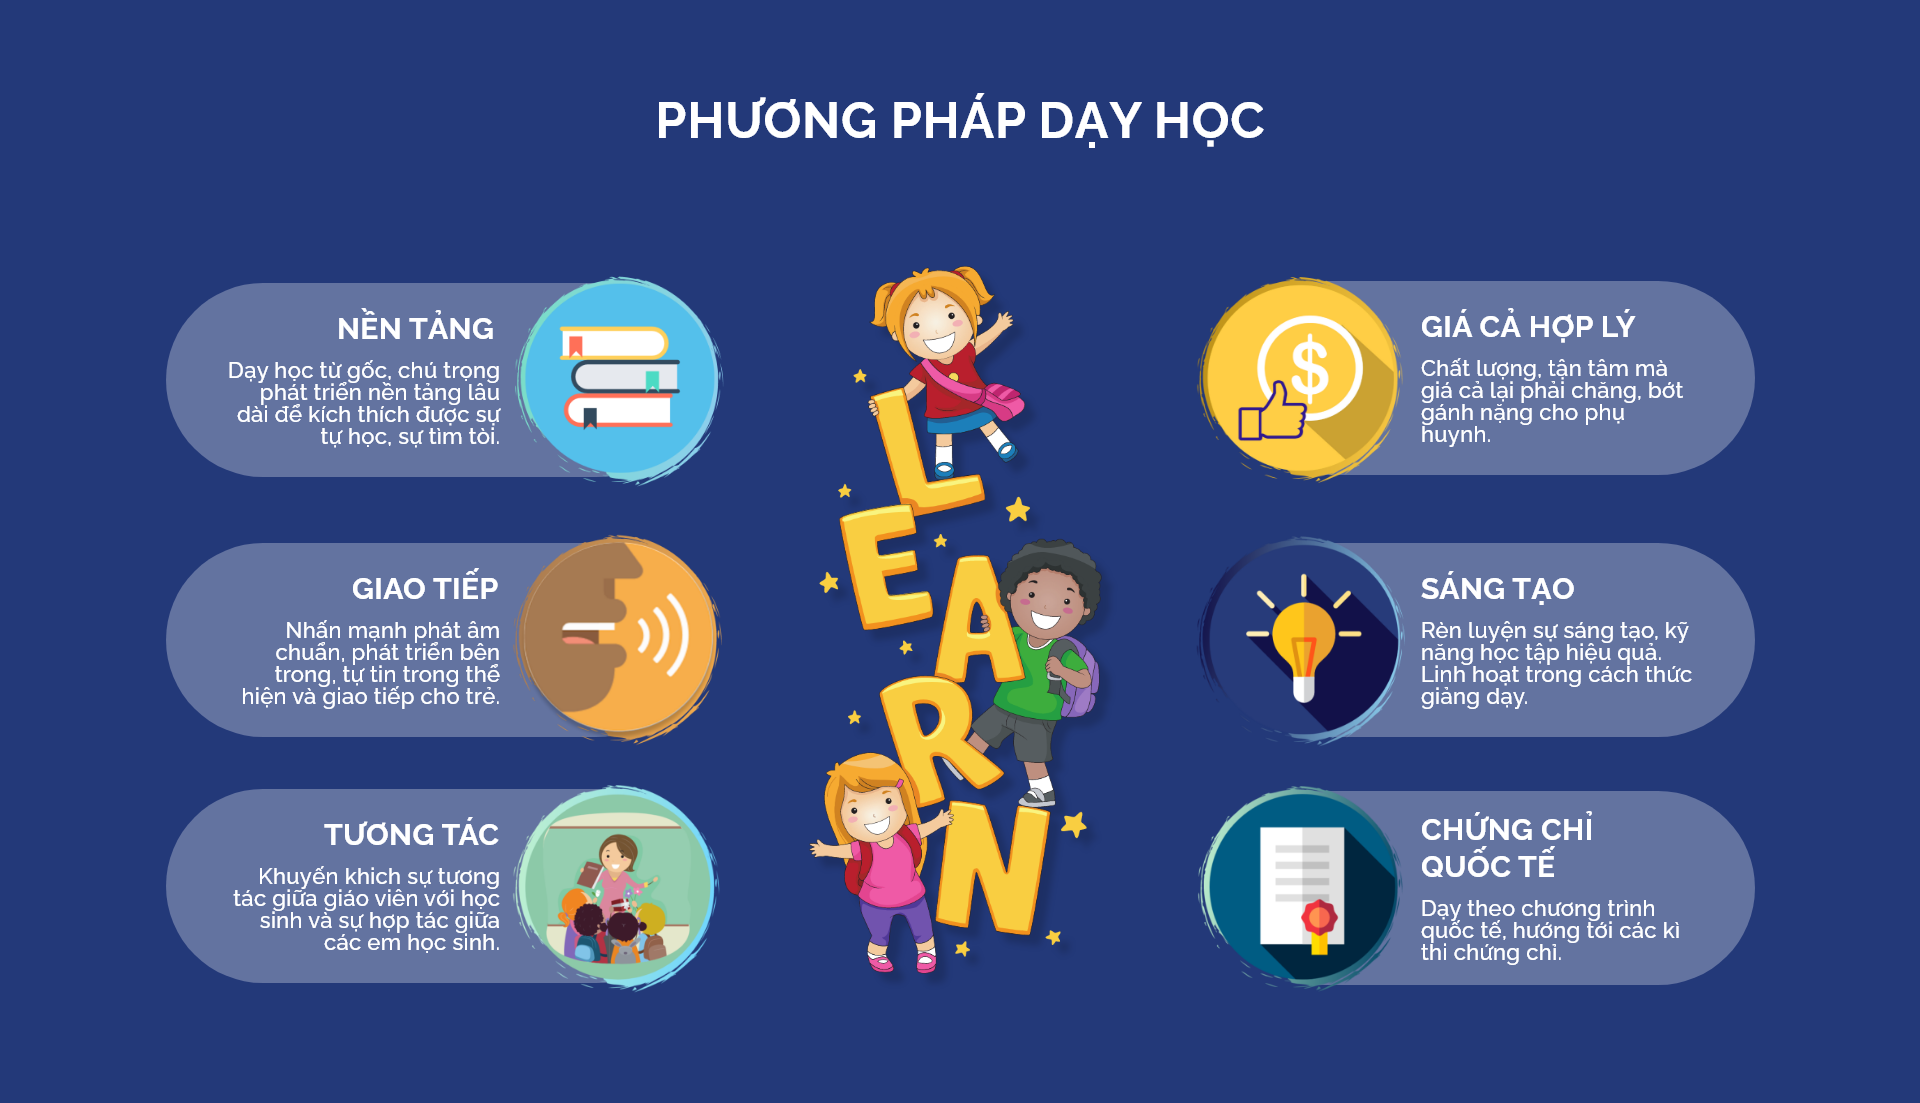 PHƯƠNG PHÁP DẠY HỌC
NỀN TẢNG
Dạy học từ gốc, chú trọng
phát triển nền tảng lâu
dài để kích thích được sự
tự học, sự tìm tòi.
GIAO TIẾP
Nhấn mạnh phát âm
chuẩn, phát triển bên
trong, tự tin trong thể
hiện và giao tiếp cho trẻ.
TƯƠNG TÁC
Khuyến khich sự tương
tác giữa giáo viên với học
sinh và sự hợp tác giữa
các em học sinh.
L
E
A
R
N
$
GIÁ CẢ HỢP LÝ
Chất lượng, tận tâm mà
giá cả lại phải chăng, bớt
gánh nặng cho phụ
huynh.
SÁNG TẠO
Rèn luyện sự sáng tạo, kỹ
năng học tập hiệu quả.
Linh hoạt trong cách thức
giảng dạy.
CHỨNG CHỈ
QUỐC TẾ
Dạy theo chương trình
quốc tế, hướng tới các kì
thi chứng chỉ.